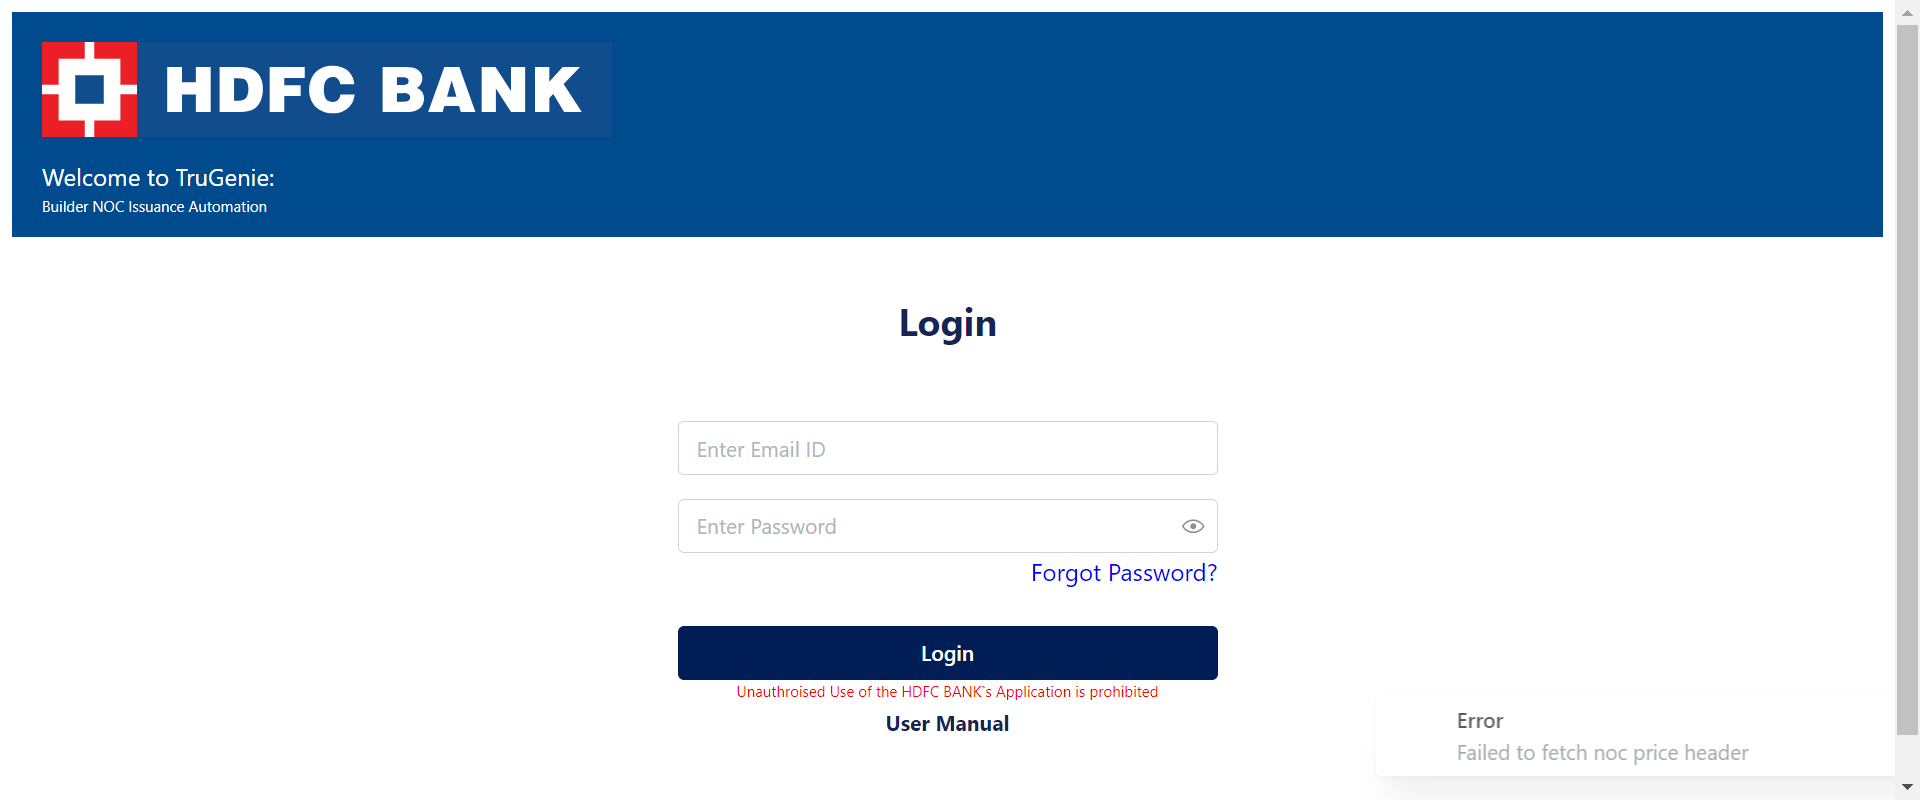 HDFC BANK
Welcome to TruGenie:
Builder NOC Issuance Automation
Login
Enter Email ID
Enter Password
Forgot Password?
Login
Unauthroised Use of the HDFC BANK`s Application is prohibited
User Manual
Error
Failed to fetch noc price header